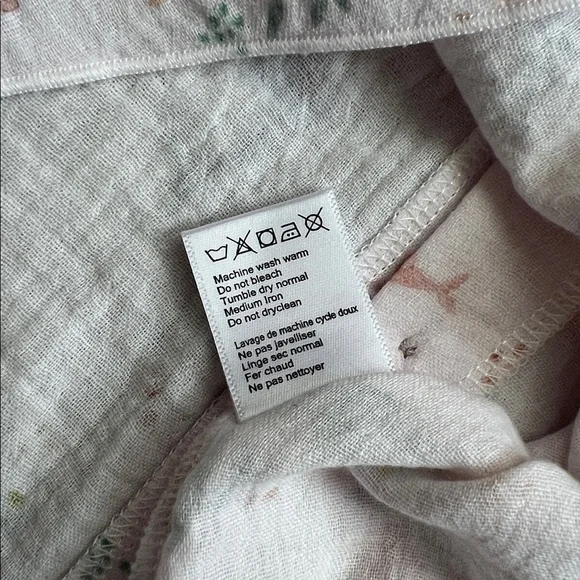 Machine wash warm
Do not bleach
Tumble dry normal
Medium Iron
Do not dryclean
Lavage de machine cycle doux
Ne pas javelliser
Linge sec normal
Fer chaud
Ne pas nettoyer